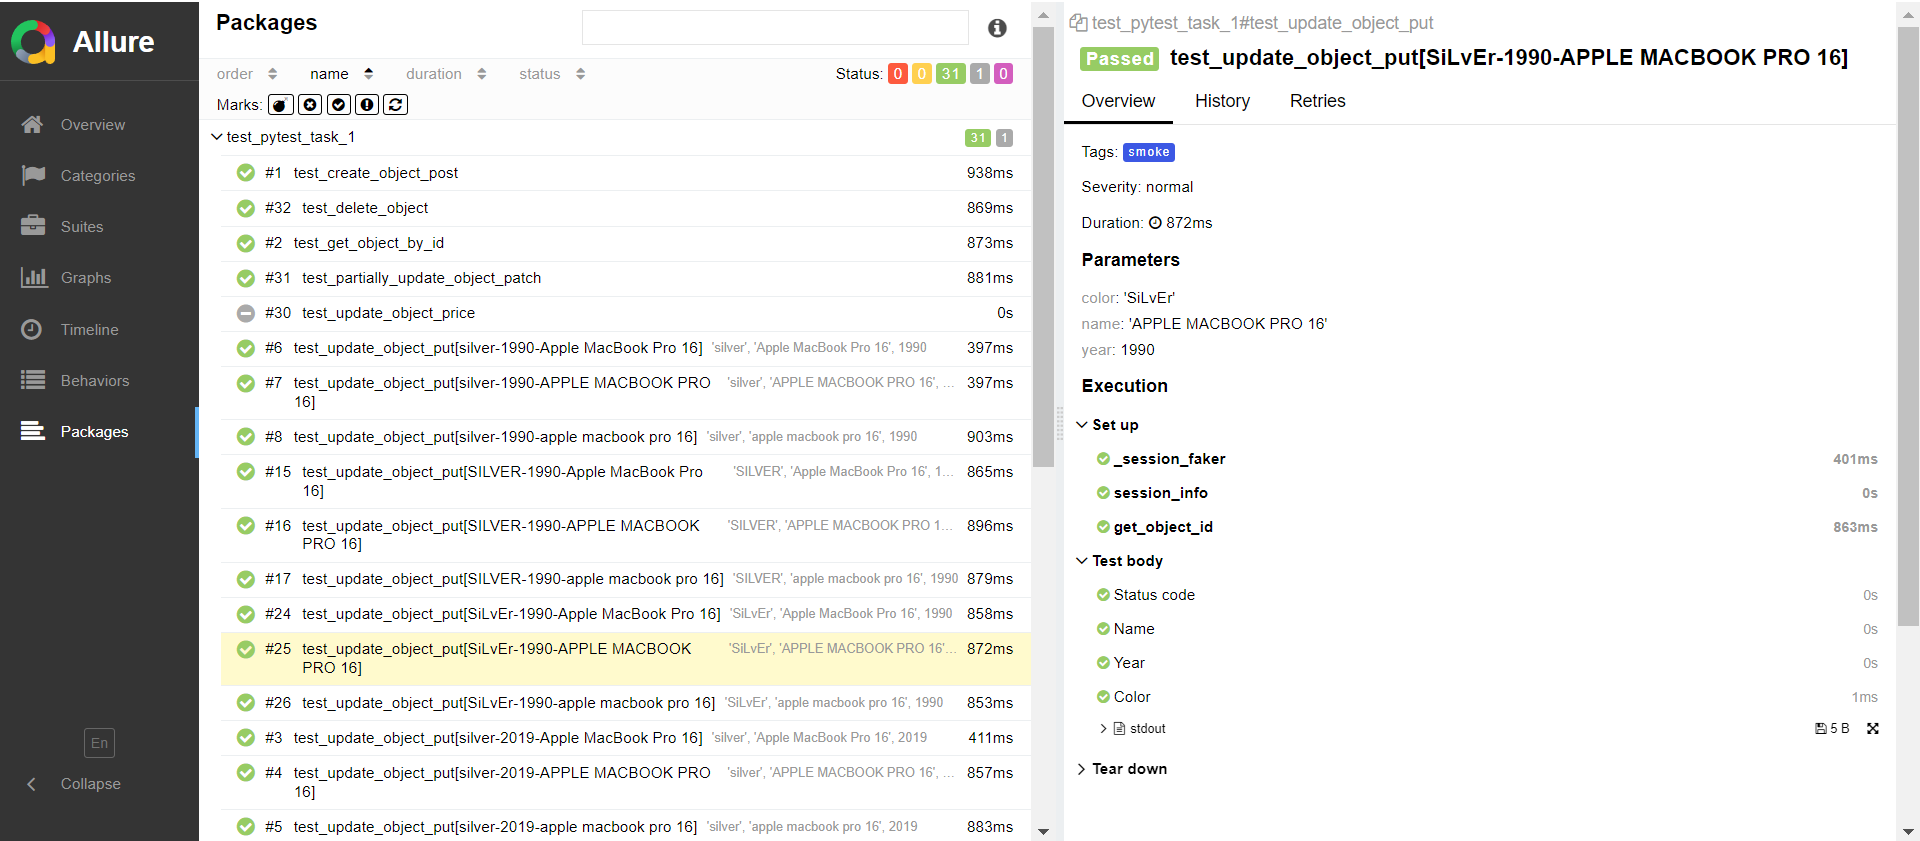 Allure
Overview
Categories
Suites
Graphs
Timeline
Behaviors
Packages
En
Collapse
Packages
order name duration status
Status: 0 0 31 1 0
Marks:
test_pytest_task_1 31 1
#1 test_create_object_post 938ms
#32 test_delete_object 869ms
#2 test_get_object_by_id 873ms
#31 test_partially_update_object_patch 881ms
#30 test_update_object_price 0s
#6 test_update_object_put[silver-1990-Apple MacBook Pro 16] 'silver', 'Apple MacBook Pro 16', 1990 397ms
#7 test_update_object_put[silver-1990-APPLE MACBOOK PRO 'silver', 'APPLE MACBOOK PRO 16', ... 397ms
16]
#8 test_update_object_put[silver-1990-apple macbook pro 16] 'silver', 'apple macbook pro 16', 1990 903ms
#15 test_update_object_put[SILVER-1990-Apple MacBook Pro 'SILVER', 'Apple MacBook Pro 16', 1... 865ms
16]
#16 test_update_object_put[SILVER-1990-APPLE MACBOOK 'SILVER', 'APPLE MACBOOK PRO 1... 896ms
PRO 16]
#17 test_update_object_put[SILVER-1990-apple macbook pro 16] 'SILVER', 'apple macbook pro 16', 1990 879ms
#24 test_update_object_put[SiLvEr-1990-Apple MacBook Pro 16] 'SiLvEr', 'Apple MacBook Pro 16', 1990 858ms
#25 test_update_object_put[SiLvEr-1990-APPLE MACBOOK 'SiLvEr', 'APPLE MACBOOK PRO 16'... 872ms
PRO 16]
#26 test_update_object_put[SiLvEr-1990-apple macbook pro 16] 'SiLvEr', 'apple macbook pro 16', 1990 853ms
#3 test_update_object_put[silver-2019-Apple MacBook Pro 16] 'silver', 'Apple MacBook Pro 16', 2019 411ms
#4 test_update_object_put[silver-2019-APPLE MACBOOK PRO 'silver', 'APPLE MACBOOK PRO 16', ... 857ms
16]
#5 test_update_object_put[silver-2019-apple macbook pro 16] 'silver', 'apple macbook pro 16', 2019 883ms
test_pytest_task_1#test_update_object_put
Passed test_update_object_put[SiLvEr-1990-APPLE MACBOOK PRO 16]
Overview History Retries
Tags: smoke
Severity: normal
Duration: 872ms
Parameters
color: 'SiLvEr'
name: 'APPLE MACBOOK PRO 16'
year: 1990
Execution
Set up
_session_faker 401ms
session_info 0s
get_object_id 863ms
Test body
Status code 0s
Name 0s
Year 0s
Color 1ms
stdout 5 B
Tear down